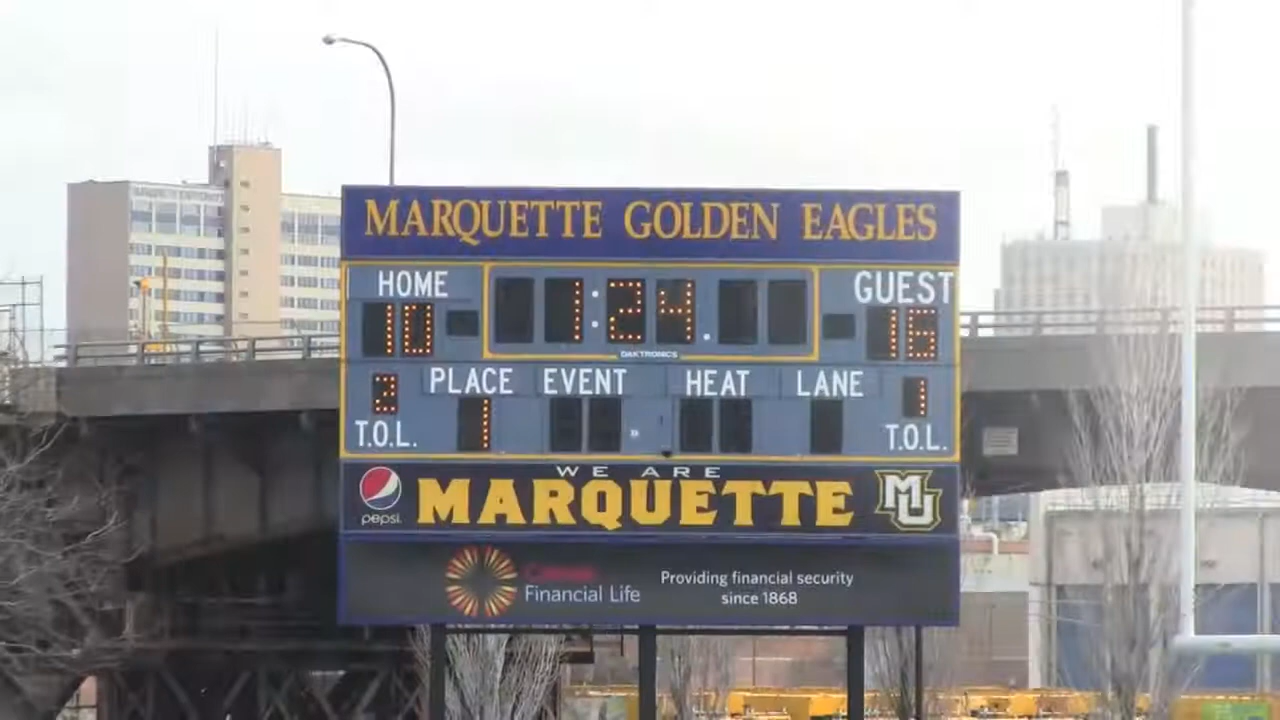 MARQUETTE GOLDEN EAGLES
HOME 1:24. GUEST
10 15
DAKTRONICS
2 PLACE EVENT HEAT LANE 1
T.O.L. 1 T.O.L.
WE ARE
pepsi MARQUETTE MU
Financial Life
Providing financial security
since 1868